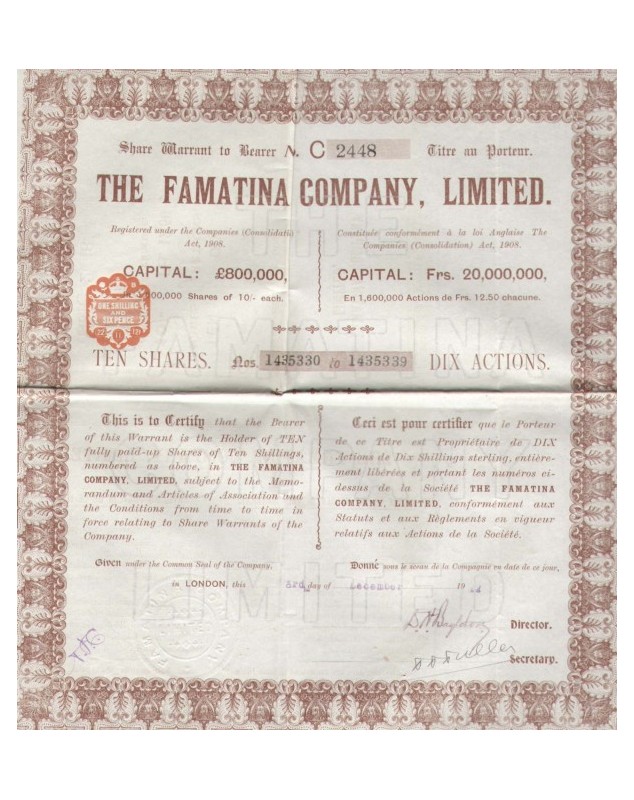 Share Warrant to Bearer No. C 2448 Titre au Porteur.
THE FAMATINA COMPANY, LIMITED.
Registered under the Companies (Consolidatio
Act, 1908.
CAPITAL: £800,000,
00,000 Shares of 10/- each.
Constituée conformément à la loi Anglaise The
Companies (Consolidation) Act, 1908.
CAPITAL: Frs. 20,000,000,
En 1,600,000 Actions de Frs. 12.50 chacune.
ONE SHILLING
AND
SIX PENCE
TEN SHARES. Nos. 1435330 to 1435339 DIX ACTIONS.
This is to Certify that the Bearer
of this Warrant is the Holder of TEN
fully paid-up Shares of Ten Shillings,
numbered as above, in THE FAMATINA
COMPANY, LIMITED, subject to the Memo-
randum and Articles of Association and
the Conditions from time to time in
force relating to Share Warrants of the
Company.
Ceci est pour certifier que le Porteur
de ce Titre est Propriétaire de DIX
Actions de Dix Shillings sterling, entière-
ment libérées et portant les numéros ci-
dessus de la Société THE FAMATINA
COMPANY, LIMITED, conformément aux
Statuts et aux Règlements en vigueur
relatifs aux Actions de la Société.
Given under the Common Seal of the Company,
Donné sous le sceau de la Compagnie en date de ce jour,
in LONDON, this 3rd day of December 19
Director.
Secretary.
THE
FAMATINA
COMPANY
LIMITED